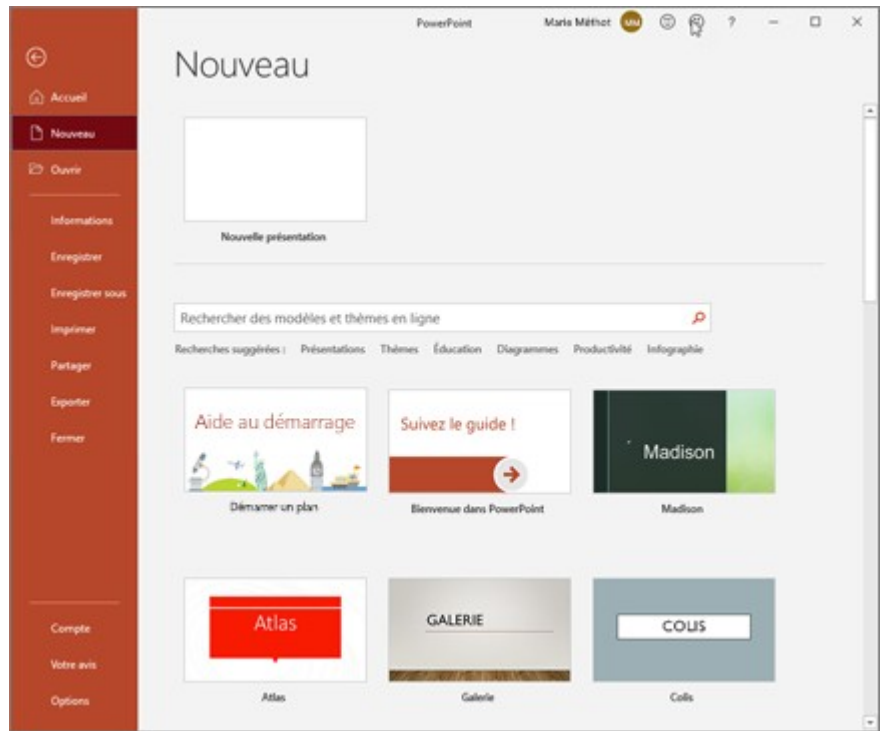 PowerPoint
Marie Méthot MM ?
Nouveau
Accueil
Nouveau
Ouvrir
Informations
Enregistrer
Enregistrer sous
Imprimer
Partager
Exporter
Fermer
Compte
Votre avis
Options
Nouvelle présentation
Rechercher des modèles et thèmes en ligne
Recherches suggérées : Présentations Thèmes Éducation Diagrammes Productivité Infographie
Aide au démarrage
Démarrer un plan
Suivez le guide !
Bienvenue dans PowerPoint
Madison
Madison
Atlas
Atlas
GALERIE
Galerie
COLIS
Colis